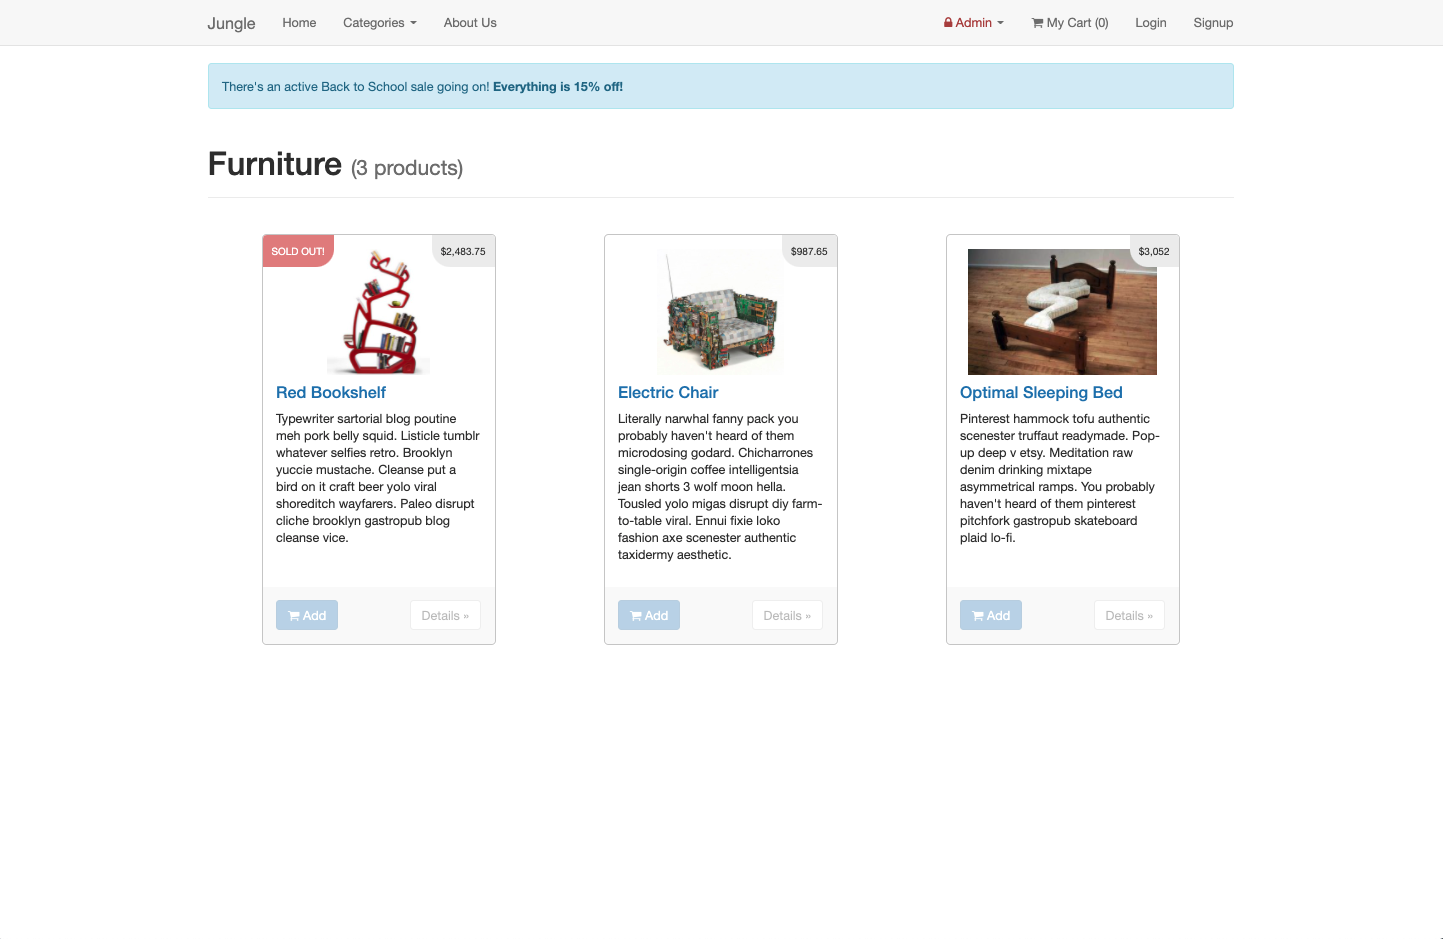 Jungle Home Categories About Us Admin My Cart (0) Login Signup
There's an active Back to School sale going on! Everything is 15% off!
Furniture (3 products)
SOLD OUT! $2,483.75
Red Bookshelf
Typewriter sartorial blog poutine
meh pork belly squid. Listicle tumblr
whatever selfies retro. Brooklyn
yuccie mustache. Cleanse put a
bird on it craft beer yolo viral
shoreditch wayfarers. Paleo disrupt
cliche brooklyn gastropub blog
cleanse vice.
Add Details »
$987.65
Electric Chair
Literally narwhal fanny pack you
probably haven't heard of them
microdosing godard. Chicharrones
single-origin coffee intelligentsia
jean shorts 3 wolf moon hella.
Tousled yolo migas disrupt diy farm-
to-table viral. Ennui fixie loko
fashion axe scenester authentic
taxidermy aesthetic.
Add Details »
$3,052
Optimal Sleeping Bed
Pinterest hammock tofu authentic
scenester truffaut readymade. Pop-
up deep v etsy. Meditation raw
denim drinking mixtape
asymmetrical ramps. You probably
haven't heard of them pinterest
pitchfork gastropub skateboard
plaid lo-fi.
Add Details »